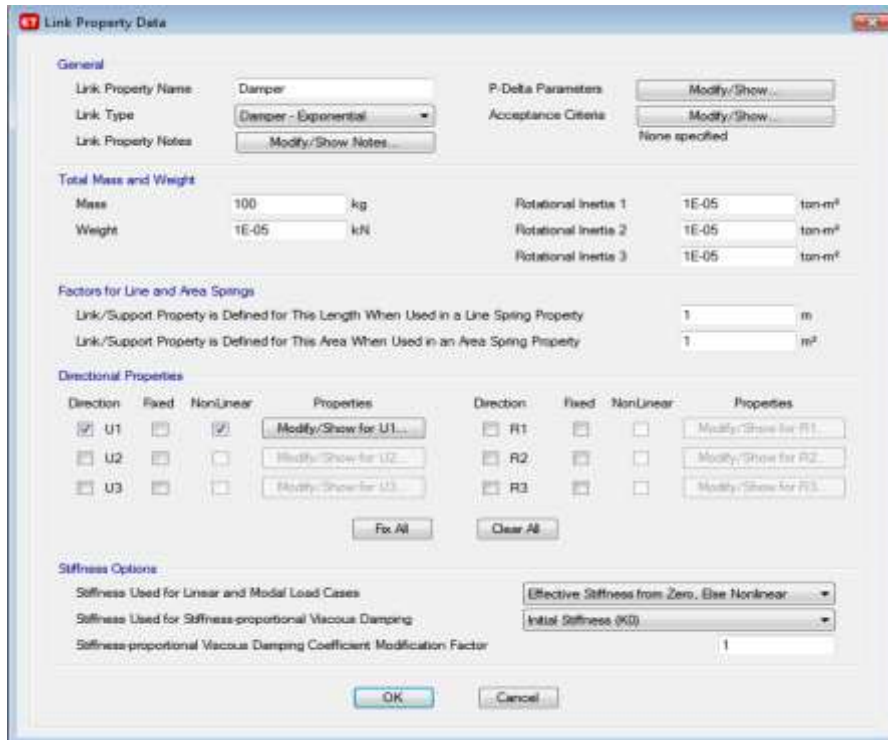 Link Property Data
General
Link Property Name Damper P-Delta Parameters Modify/Show...
Link Type Damper - Exponential Acceptance Criteria Modify/Show...
Link Property Notes Modify/Show Notes... None specified
Total Mass and Weight
Mass 100 kg Rotational Inertia 1 1E-05 ton-m²
Weight 1E-05 kN Rotational Inertia 2 1E-05 ton-m²
Rotational Inertia 3 1E-05 ton-m²
Factors for Line and Area Springs
Link/Support Property is Defined for This Length When Used in a Line Spring Property 1 m
Link/Support Property is Defined for This Area When Used in an Area Spring Property 1 m²
Directional Properties
Direction Fixed NonLinear Properties Direction Fixed NonLinear Properties
U1 Modify/Show for U1... R1 Modify/Show for R1...
U2 Modify/Show for U2... R2 Modify/Show for R2...
U3 Modify/Show for U3... R3 Modify/Show for R3...
Fix All Clear All
Stiffness Options
Stiffness Used for Linear and Modal Load Cases Effective Stiffness from Zero, Else Nonlinear
Stiffness Used for Stiffness-proportional Viscous Damping Initial Stiffness (K0)
Stiffness-proportional Viscous Damping Coefficient Modification Factor 1
OK Cancel